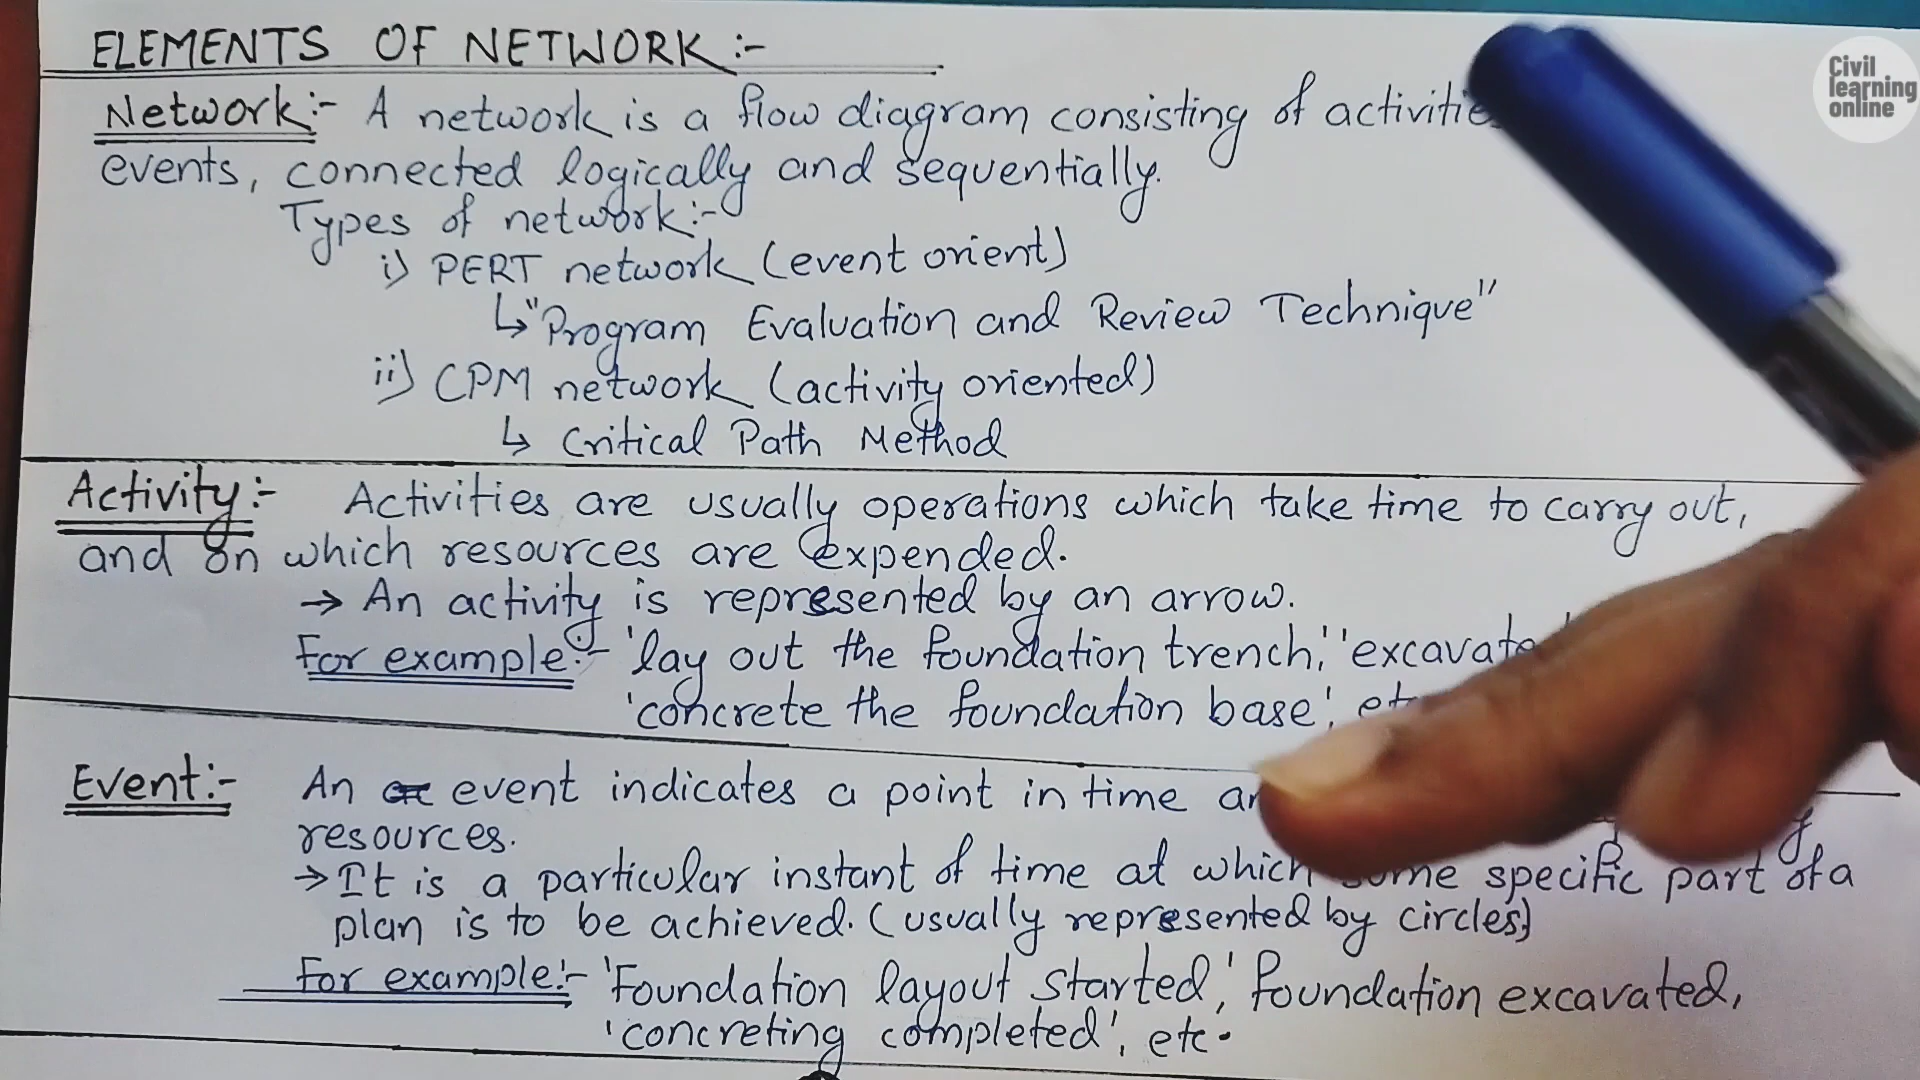 ELEMENTS OF NETWORK :-
Network:- A network is a flow diagram consisting of
events, connected logically and sequentially.
Types of network:-
i) PERT network (event orient)
↳"Program Evaluation and Review Technique"
ii) CPM network (activity oriented)
↳ Critical Path Method
Activity:- Activities are usually operations which take time to carry out,
and on which resources are expended.
→ An activity is represented by an arrow.
For example:- 'lay out the foundation trench,' 'excavate
'concrete the foundation base',
Event:- An event indicates a point in time
resources.
→ It is a particular instant of time at which some specific part of a
plan is to be achieved. (usually represented by circles)
For example:- 'Foundation layout started', foundation excavated,
'concreting completed', etc.
Civil
learning
online